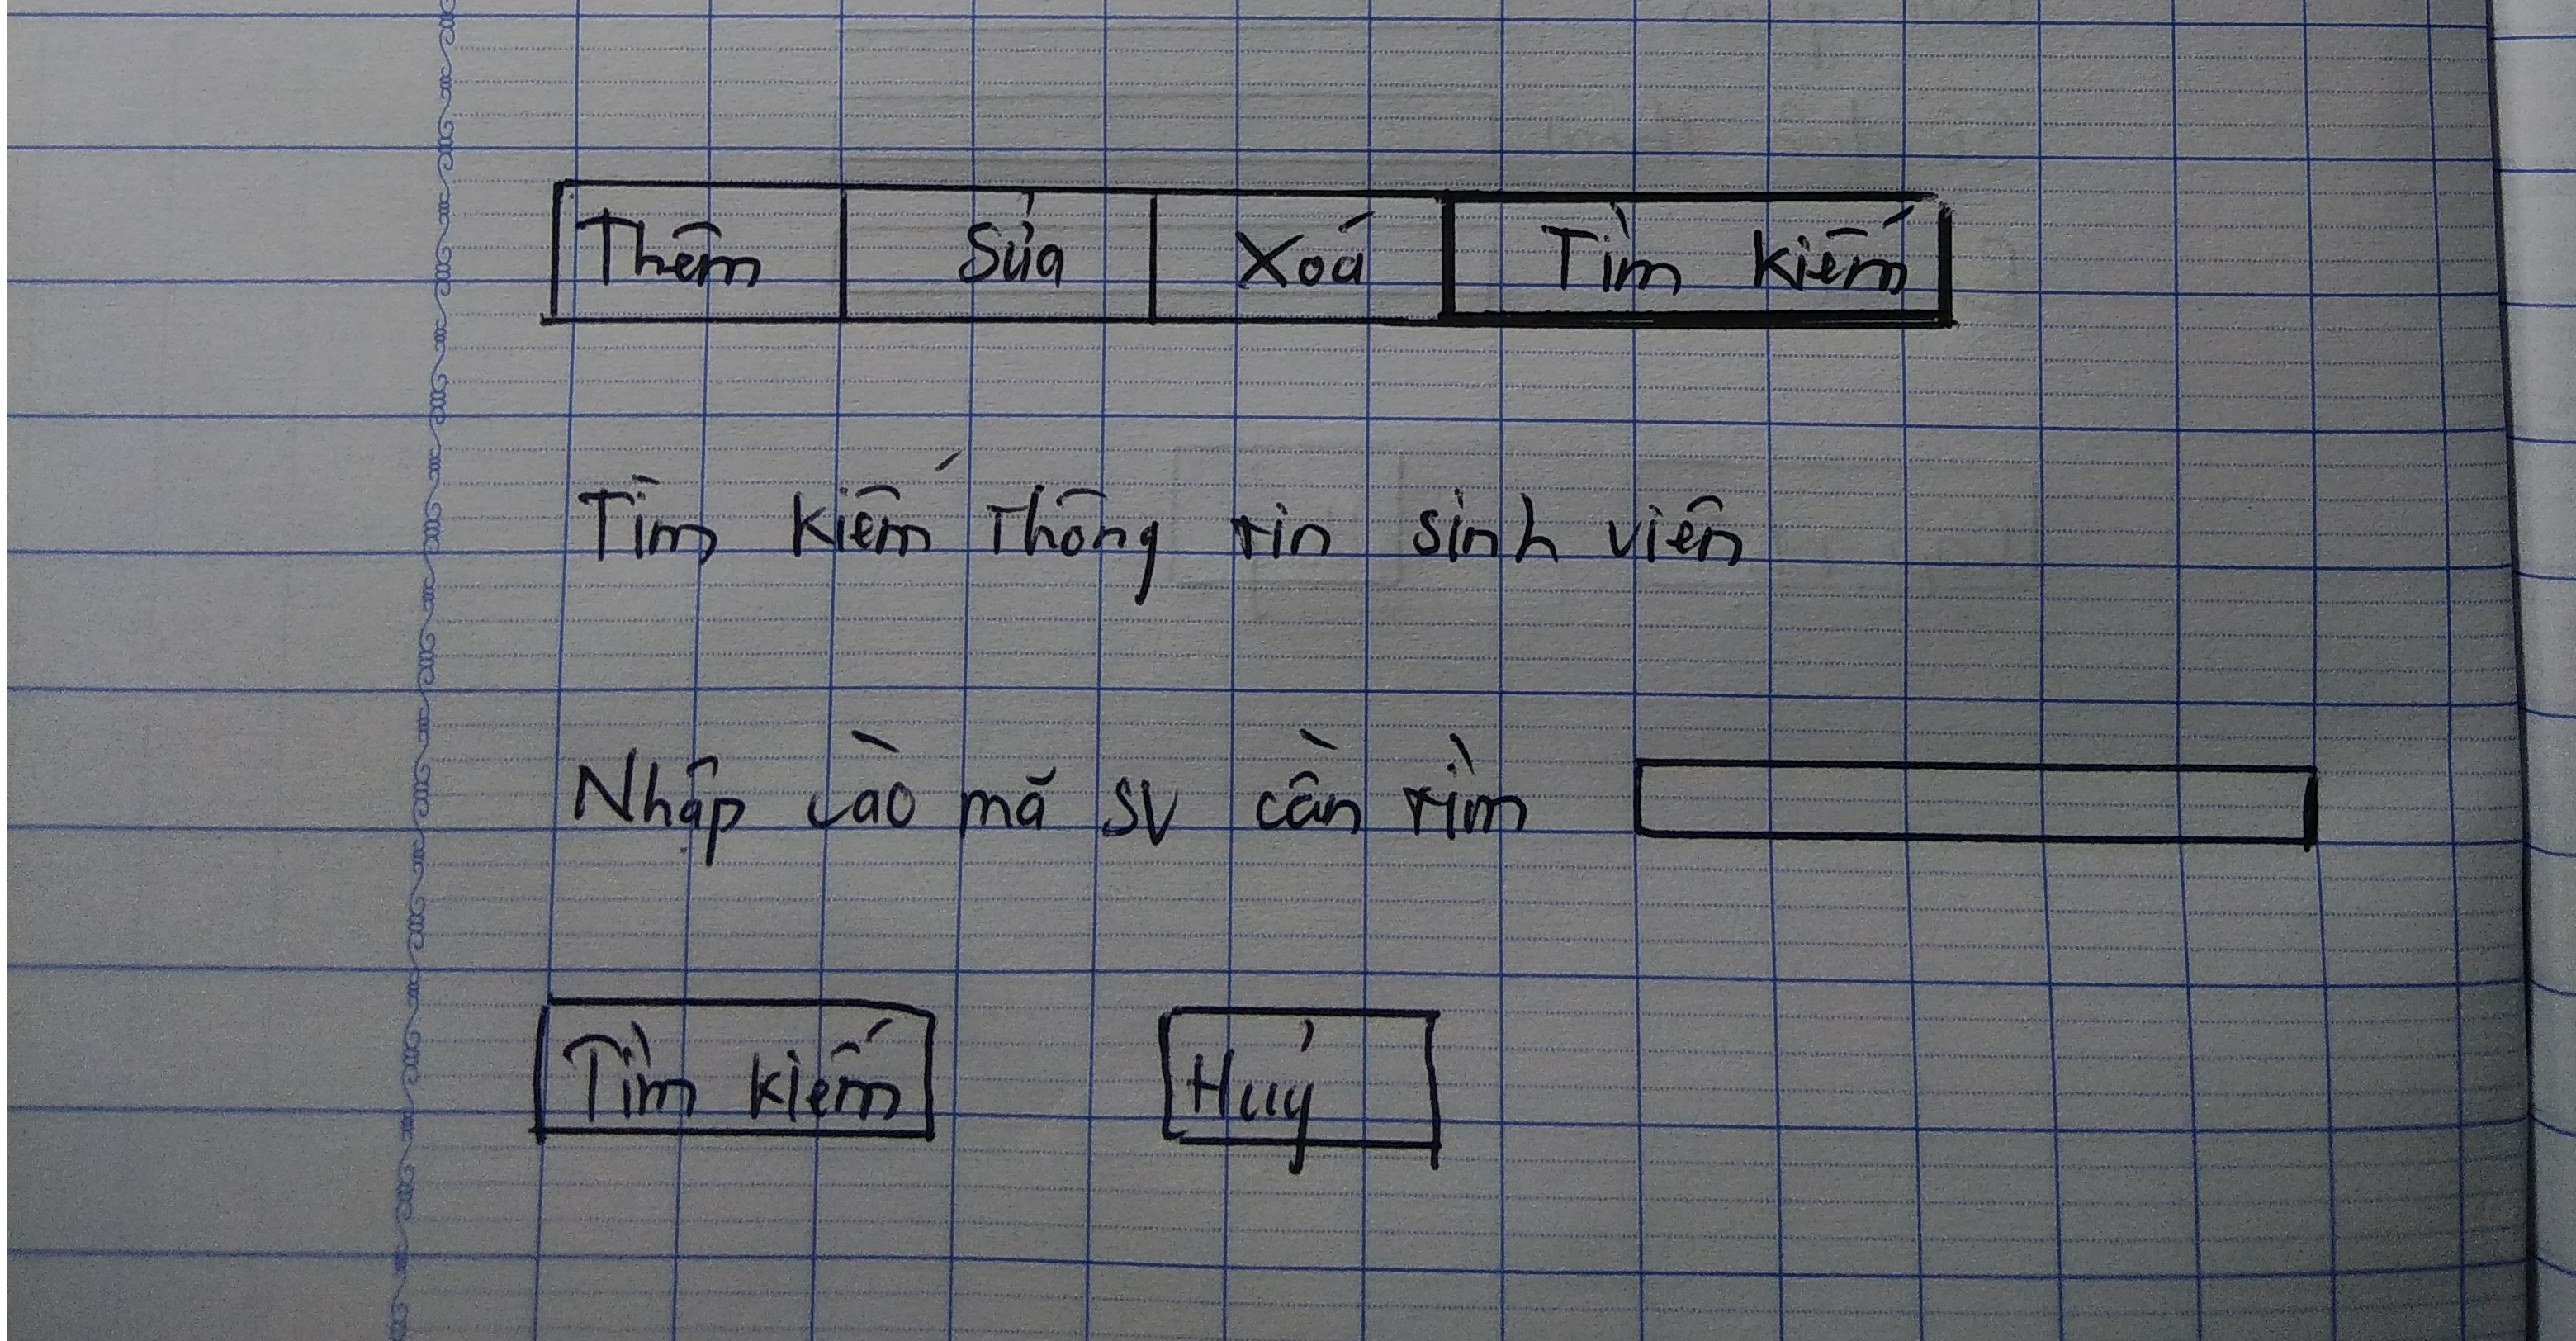 Thêm Sửa Xoá Tìm kiếm
Tìm kiếm Thông tin sinh viên
Nhập vào mã SV cần tìm
Tìm kiếm Huỷ